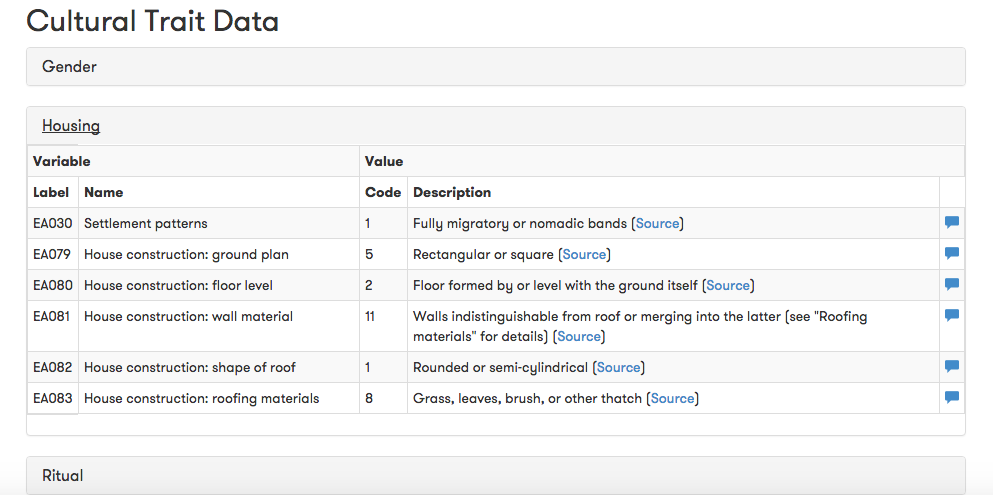 Cultural Trait Data
Gender
Housing
Variable Value
Label Name Code Description
EA030 Settlement patterns 1 Fully migratory or nomadic bands (Source)
EA079 House construction: ground plan 5 Rectangular or square (Source)
EA080 House construction: floor level 2 Floor formed by or level with the ground itself (Source)
EA081 House construction: wall material 11 Walls indistinguishable from roof or merging into the latter (see "Roofing
materials" for details) (Source)
EA082 House construction: shape of roof 1 Rounded or semi-cylindrical (Source)
EA083 House construction: roofing materials 8 Grass, leaves, brush, or other thatch (Source)
Ritual